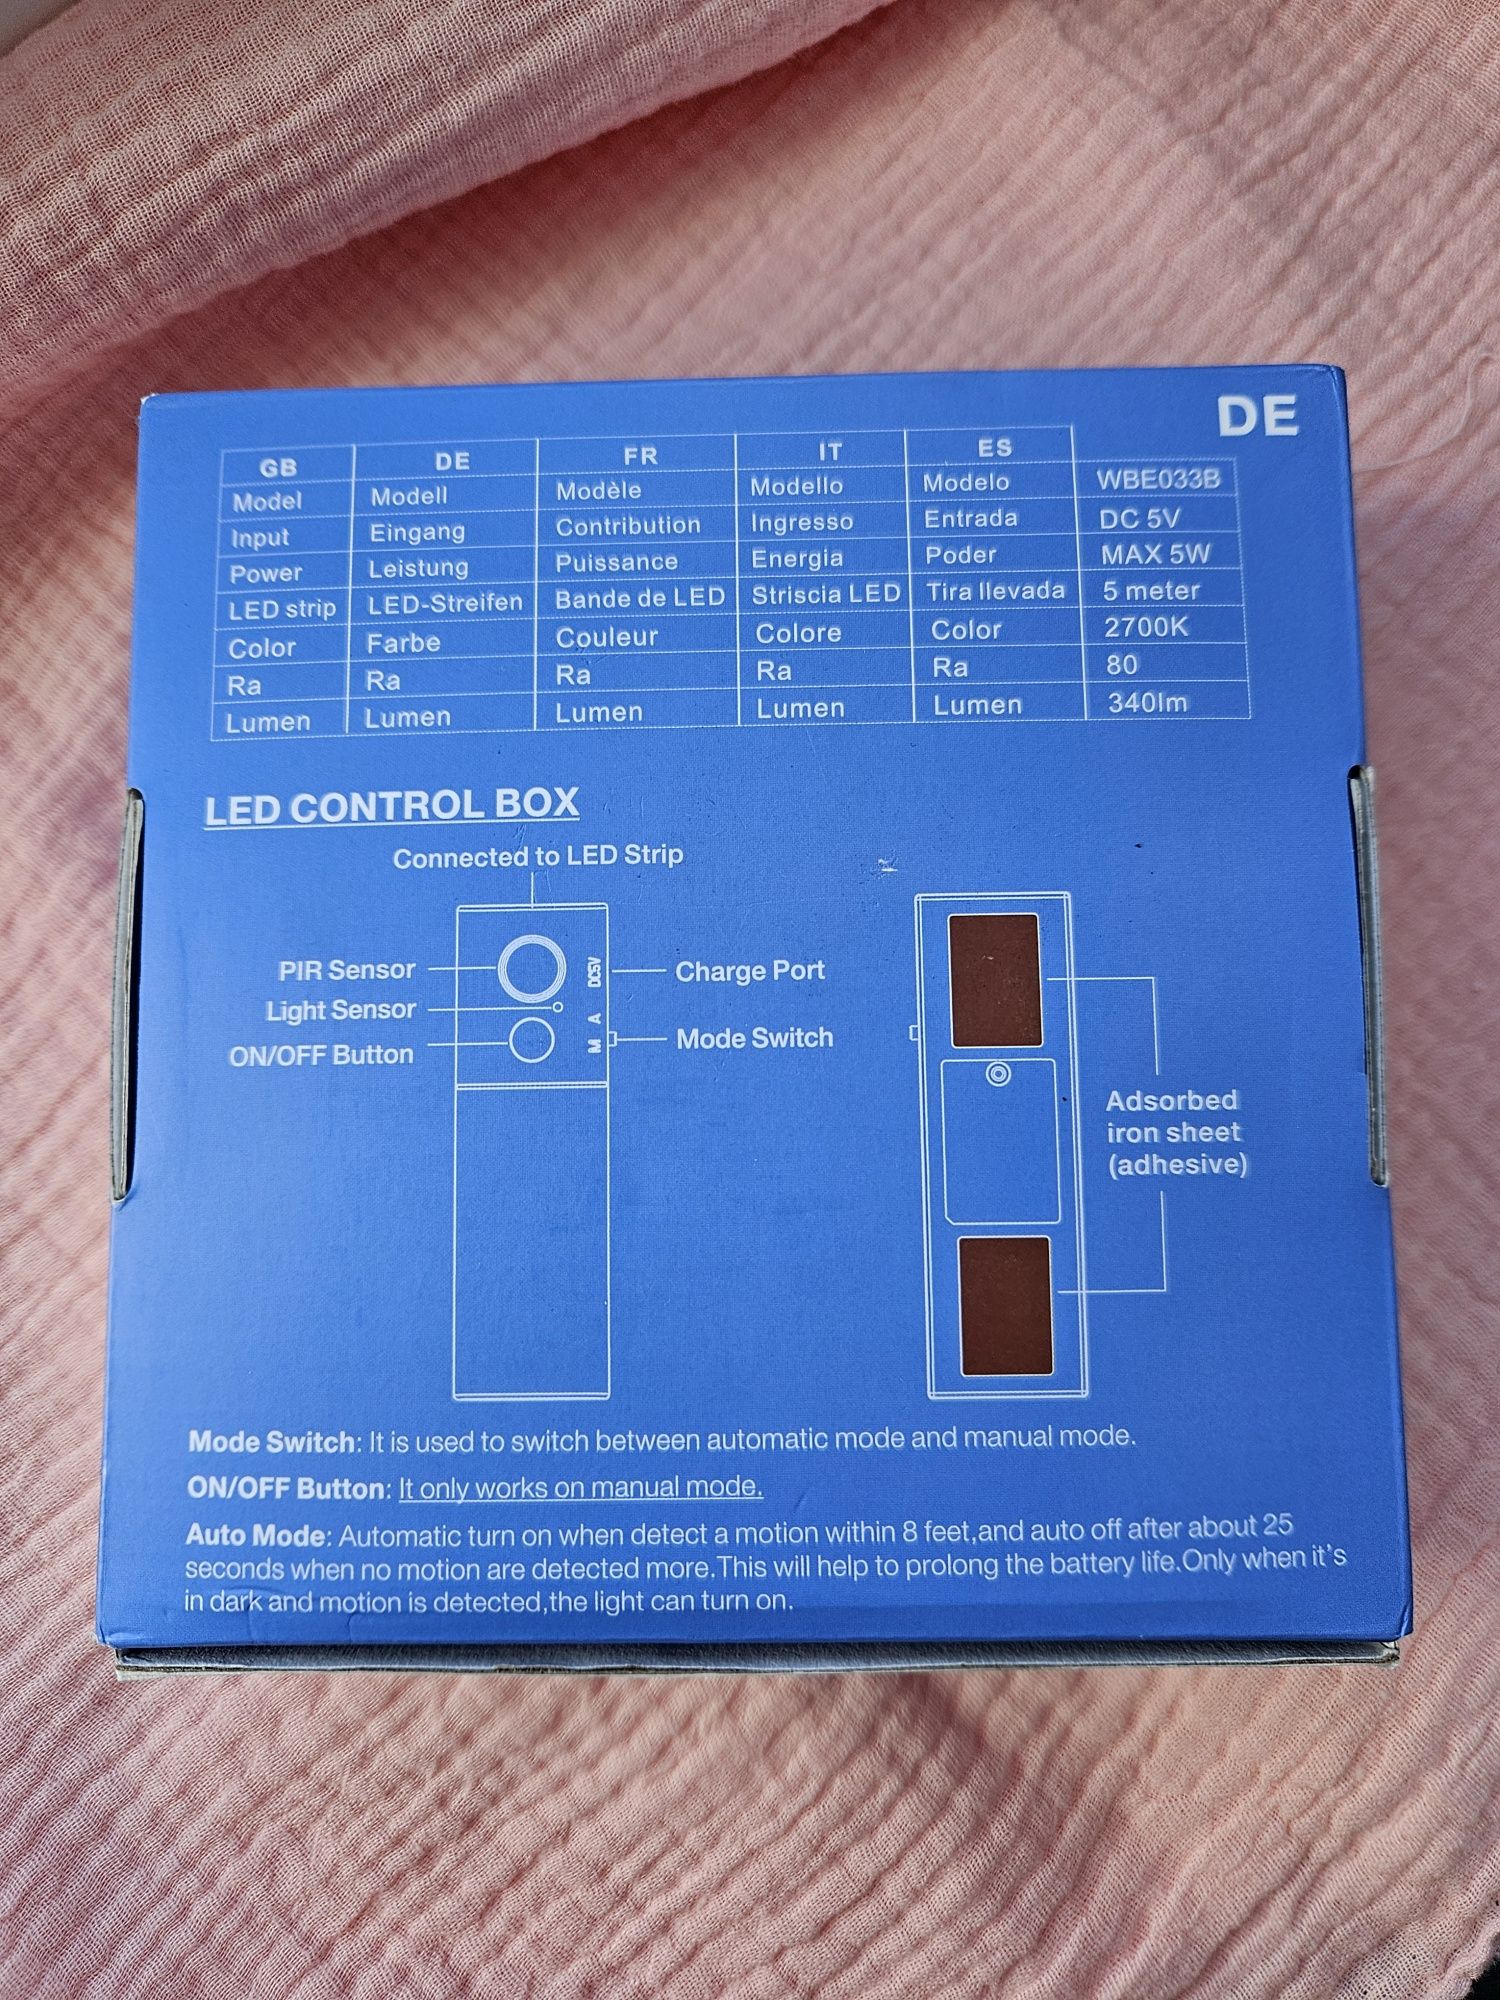 DE
GB DE FR IT ES
Model Modell Modèle Modello Modelo WBE033B
Input Eingang Contribution Ingresso Entrada DC 5V
Power Leistung Puissance Energia Poder MAX 5W
LED strip LED-Streifen Bande de LED Striscia LED Tira llevada 5 meter
Color Farbe Couleur Colore Color 2700K
Ra Ra Ra Ra Ra 80
Lumen Lumen Lumen Lumen Lumen 340lm
LED CONTROL BOX
Connected to LED Strip
PIR Sensor
Light Sensor
ON/OFF Button
DC5V
M A
Charge Port
Mode Switch
Adsorbed
iron sheet
(adhesive)
Mode Switch: It is used to switch between automatic mode and manual mode.
ON/OFF Button: It only works on manual mode.
Auto Mode: Automatic turn on when detect a motion within 8 feet,and auto off after about 25
seconds when no motion are detected more.This will help to prolong the battery life.Only when it's
in dark and motion is detected,the light can turn on.